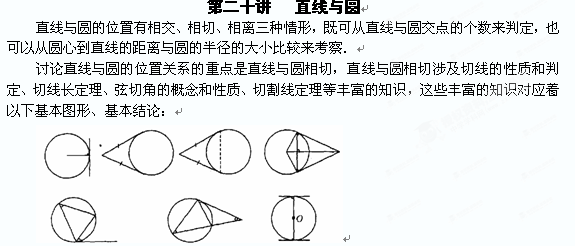 第二十讲 直线与圆
直线与圆的位置有相交、相切、相离三种情形，既可从直线与圆交点的个数来判定，也
可以从圆心到直线的距离与圆的半径的大小比较来考察．
讨论直线与圆的位置关系的重点是直线与圆相切，直线与圆相切涉及切线的性质和判
定、切线长定理、弦切角的概念和性质、切割线定理等丰富的知识，这些丰富的知识对应着
以下基本图形、基本结论：
O